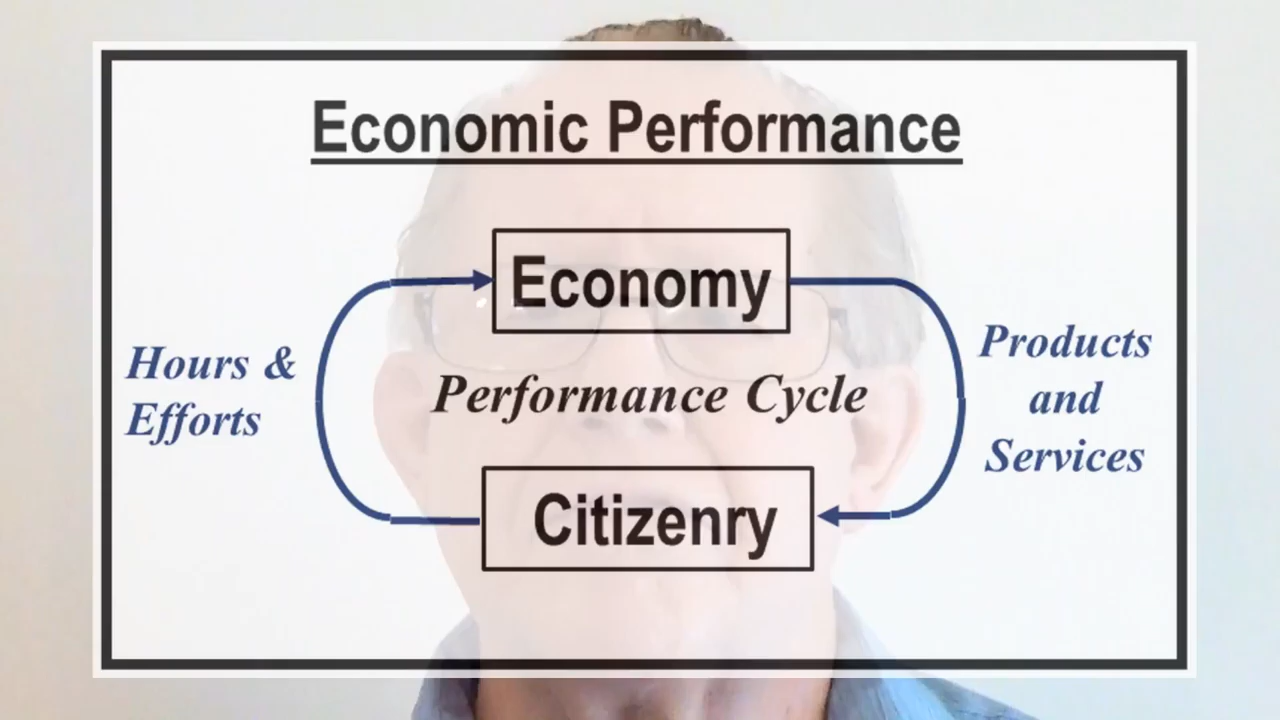 Economic Performance
Economy
Hours &
Efforts
Performance Cycle
Products
and
Services
Citizenry